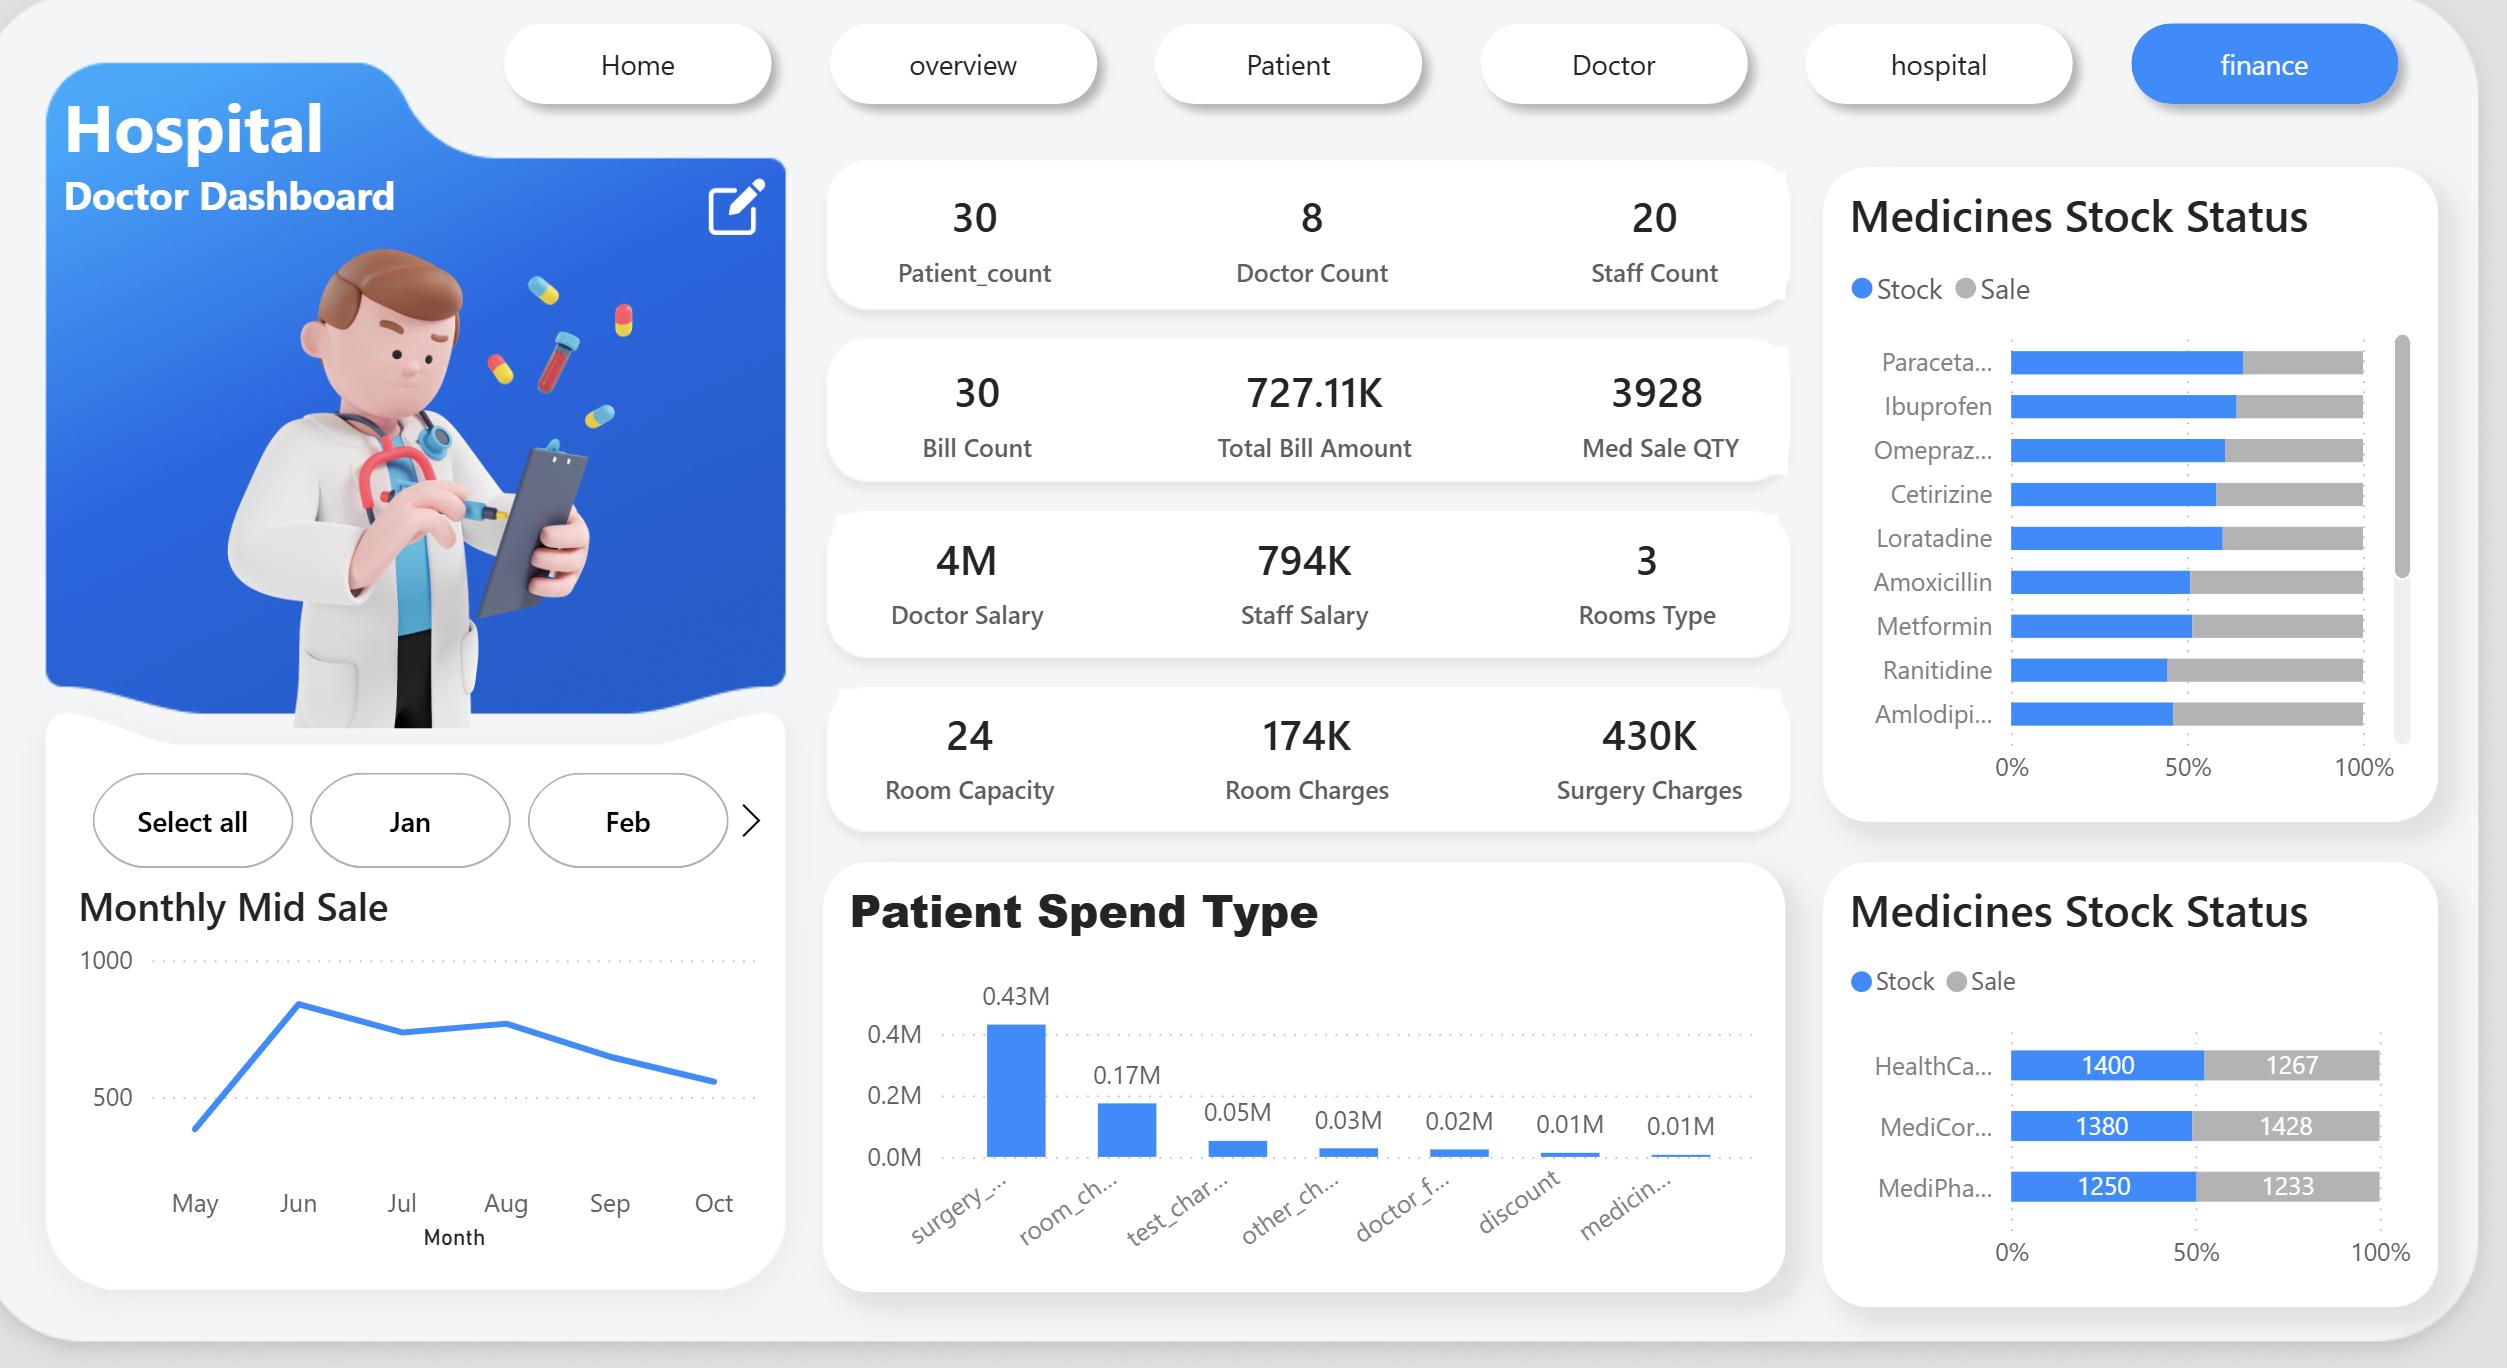 Home
overview
Patient
Doctor
hospital
finance
Hospital
Doctor Dashboard
30
Patient_count
8
Doctor Count
20
Staff Count
30
Bill Count
727.11K
Total Bill Amount
3928
Med Sale QTY
4M
Doctor Salary
794K
Staff Salary
3
Rooms Type
24
Room Capacity
174K
Room Charges
430K
Surgery Charges
Medicines Stock Status
Stock Sale
Paraceta...
Ibuprofen
Omepraz...
Cetirizine
Loratadine
Amoxicillin
Metformin
Ranitidine
Amlodipi...
0% 50% 100%
Select all
Jan
Feb
Monthly Mid Sale
1000
500
May Jun Jul Aug Sep Oct
Month
Patient Spend Type
0.4M
0.2M
0.0M
0.43M
0.17M
0.05M
0.03M
0.02M
0.01M
0.01M
surgery_...
room_ch...
test_char...
other_ch...
doctor_f...
discount
medicin...
Medicines Stock Status
Stock Sale
HealthCa... 1400 1267
MediCor... 1380 1428
MediPha... 1250 1233
0% 50% 100%